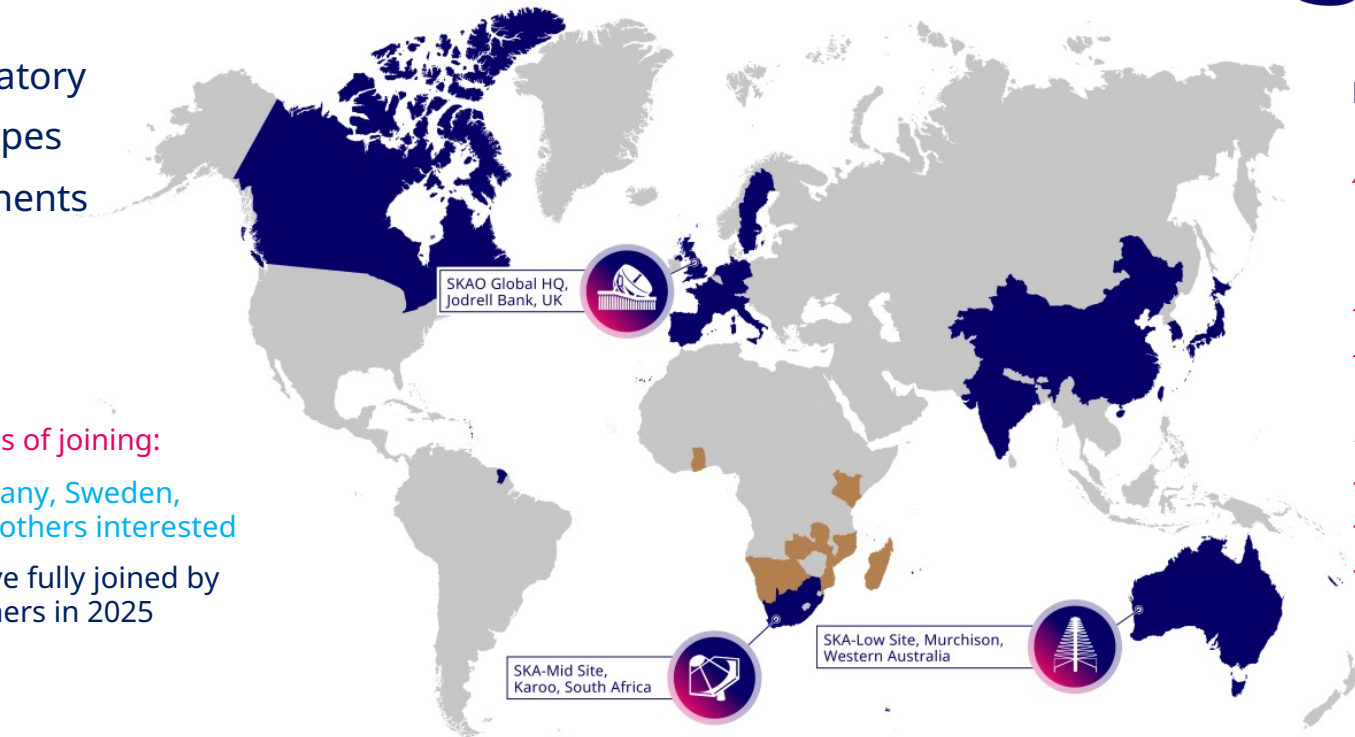 atory
pes
nents
SKAO Global HQ,
Jodrell Bank, UK
s of joining:
any, Sweden,
others interested
ve fully joined by
ners in 2025
SKA-Mid Site,
Karoo, South Africa
SKA-Low Site, Murchison,
Western Australia